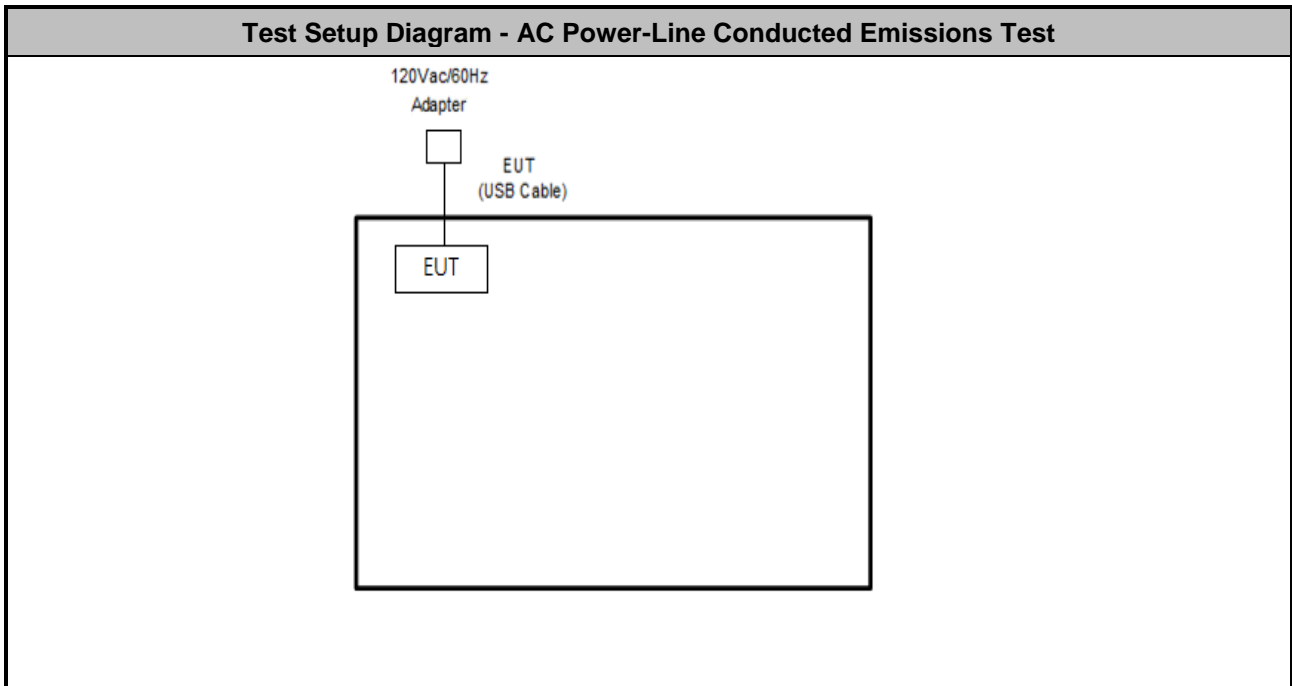 Test Setup Diagram - AC Power-Line Conducted Emissions Test
120Vac/60Hz
Adapter
EUT
(USB Cable)
EUT